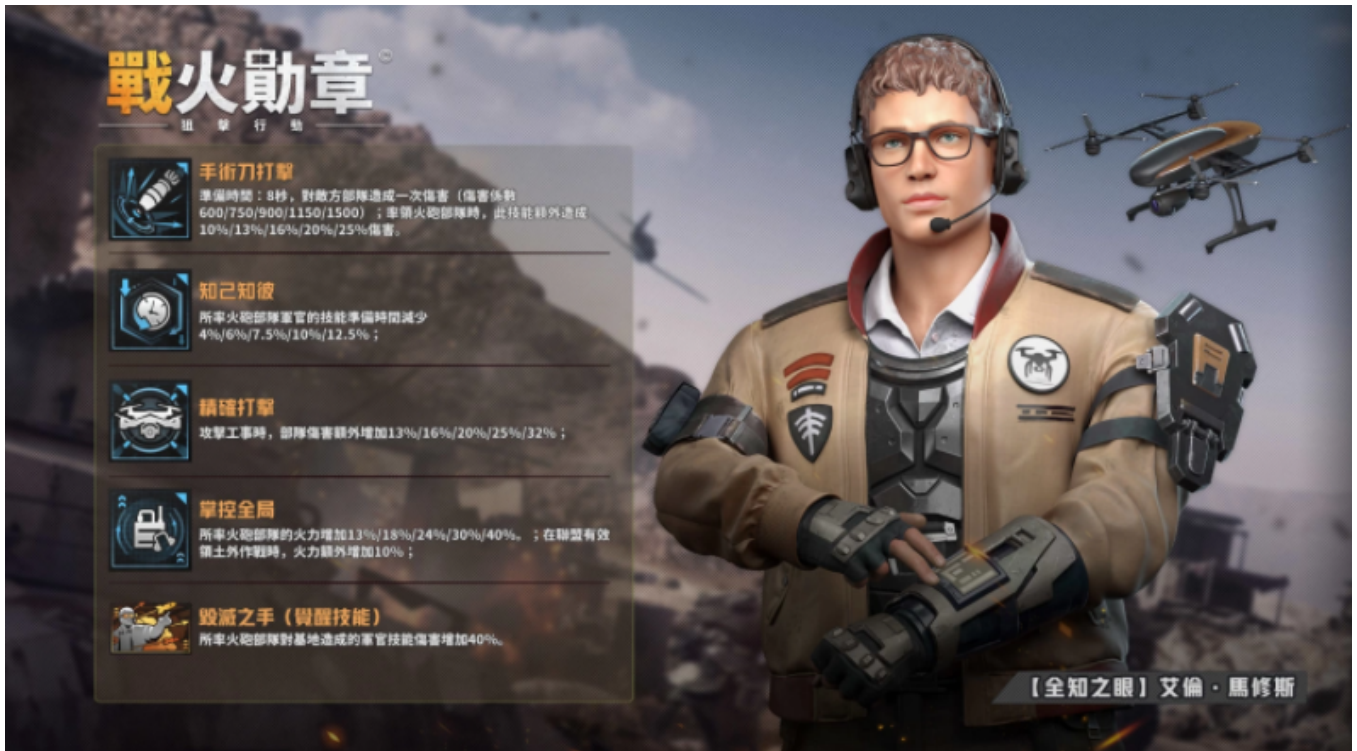 戰火勛章
狙擊行動
手術刀打擊
準備時間：8秒，對敵方部隊造成一次傷害（傷害係數
600/750/900/1150/1500）；率領火砲部隊時，此技能額外造成
10%/13%/16%/20%/25%傷害。
知己知彼
所率火砲部隊軍官的技能準備時間減少
4%/6%/7.5%/10%/12.5%；
精確打擊
攻擊工事時，部隊傷害額外增加13%/16%/20%/25%/32%；
掌控全局
所率火砲部隊的火力增加13%/18%/24%/30%/40%。；在聯盟有效
領土外作戰時，火力額外增加10%；
毀滅之手（覺醒技能）
所率火砲部隊對基地造成的軍官技能傷害增加40%。
【全知之眼】艾倫·馬修斯